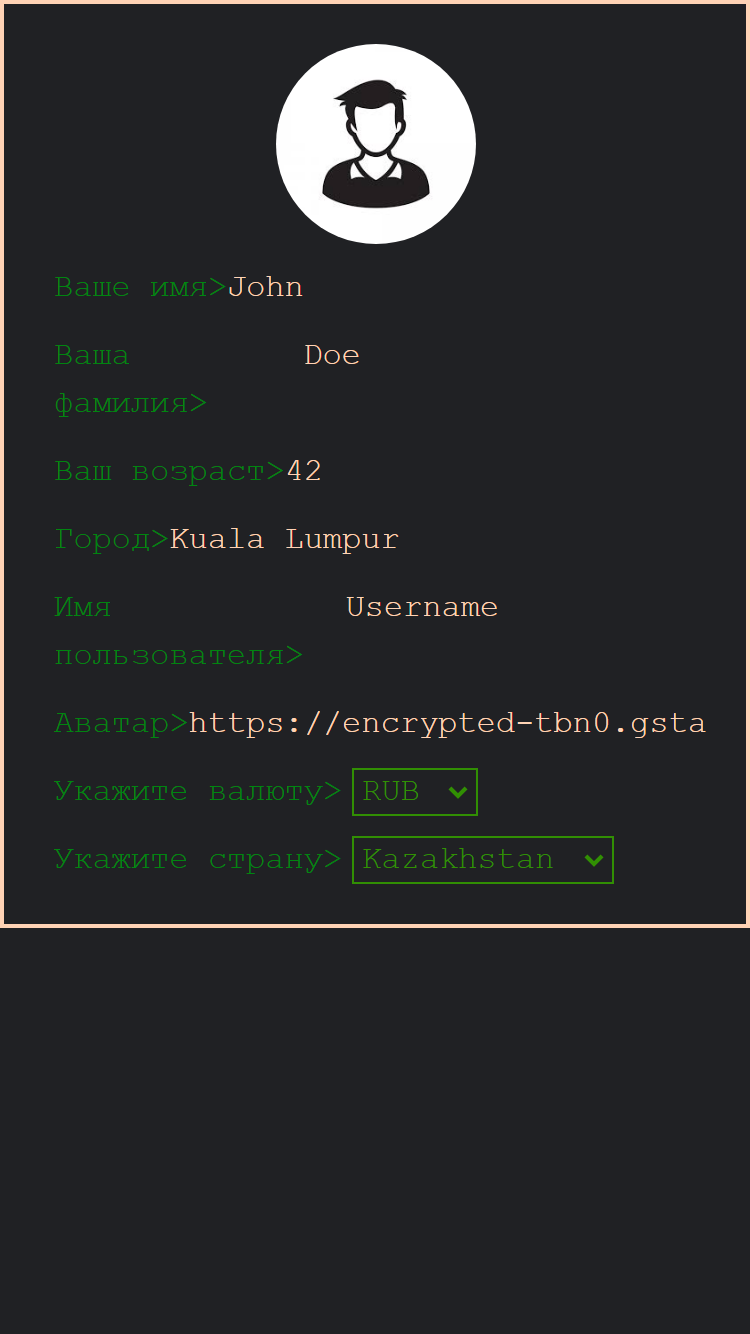 Ваше имя>John
Ваша Doe
фамилия>
Ваш возраст>42
Город>Kuala Lumpur
Имя Username
пользователя>
Аватар>https://encrypted-tbn0.gsta
Укажите валюту> RUB
Укажите страну> Kazakhstan